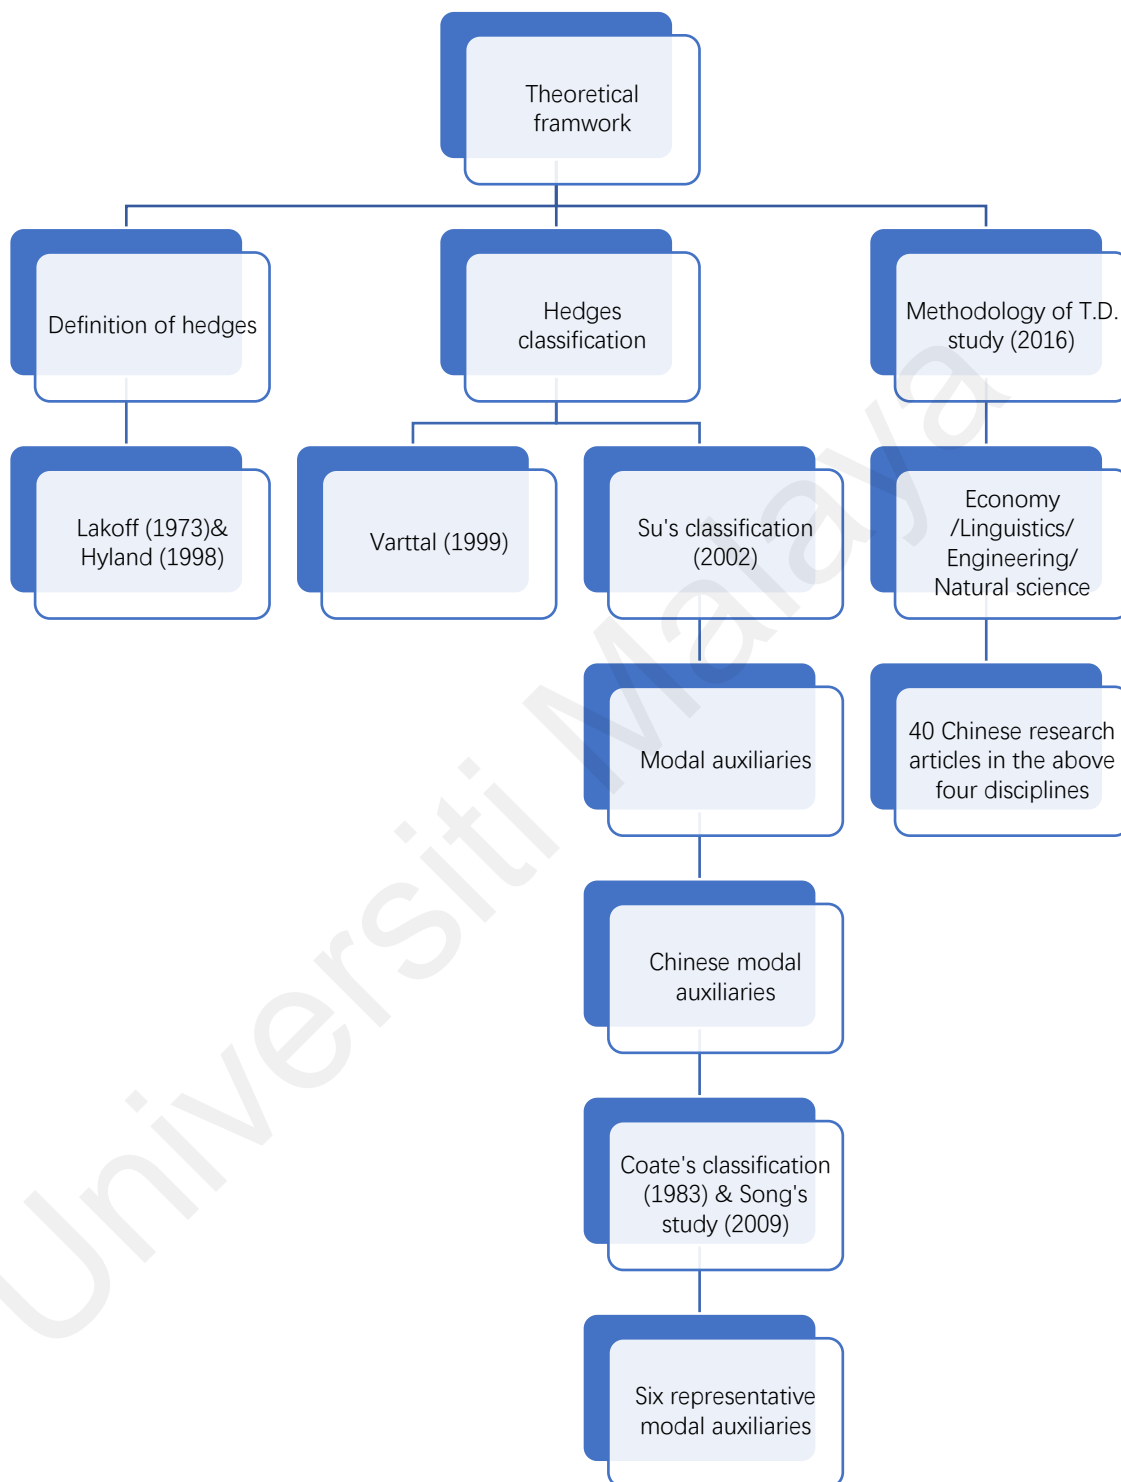 Theoretical
framwork
Definition of hedges
Hedges
classification
Methodology of T.D.
study (2016)
Lakoff (1973)&
Hyland (1998)
Varttal (1999)
Su's classification
(2002)
Economy
/Linguistics/
Engineering/
Natural science
Modal auxiliaries
40 Chinese research
articles in the above
four disciplines
Chinese modal
auxiliaries
Coate's classification
(1983) & Song's
study (2009)
Six representative
modal auxiliaries
Universiti Malaya